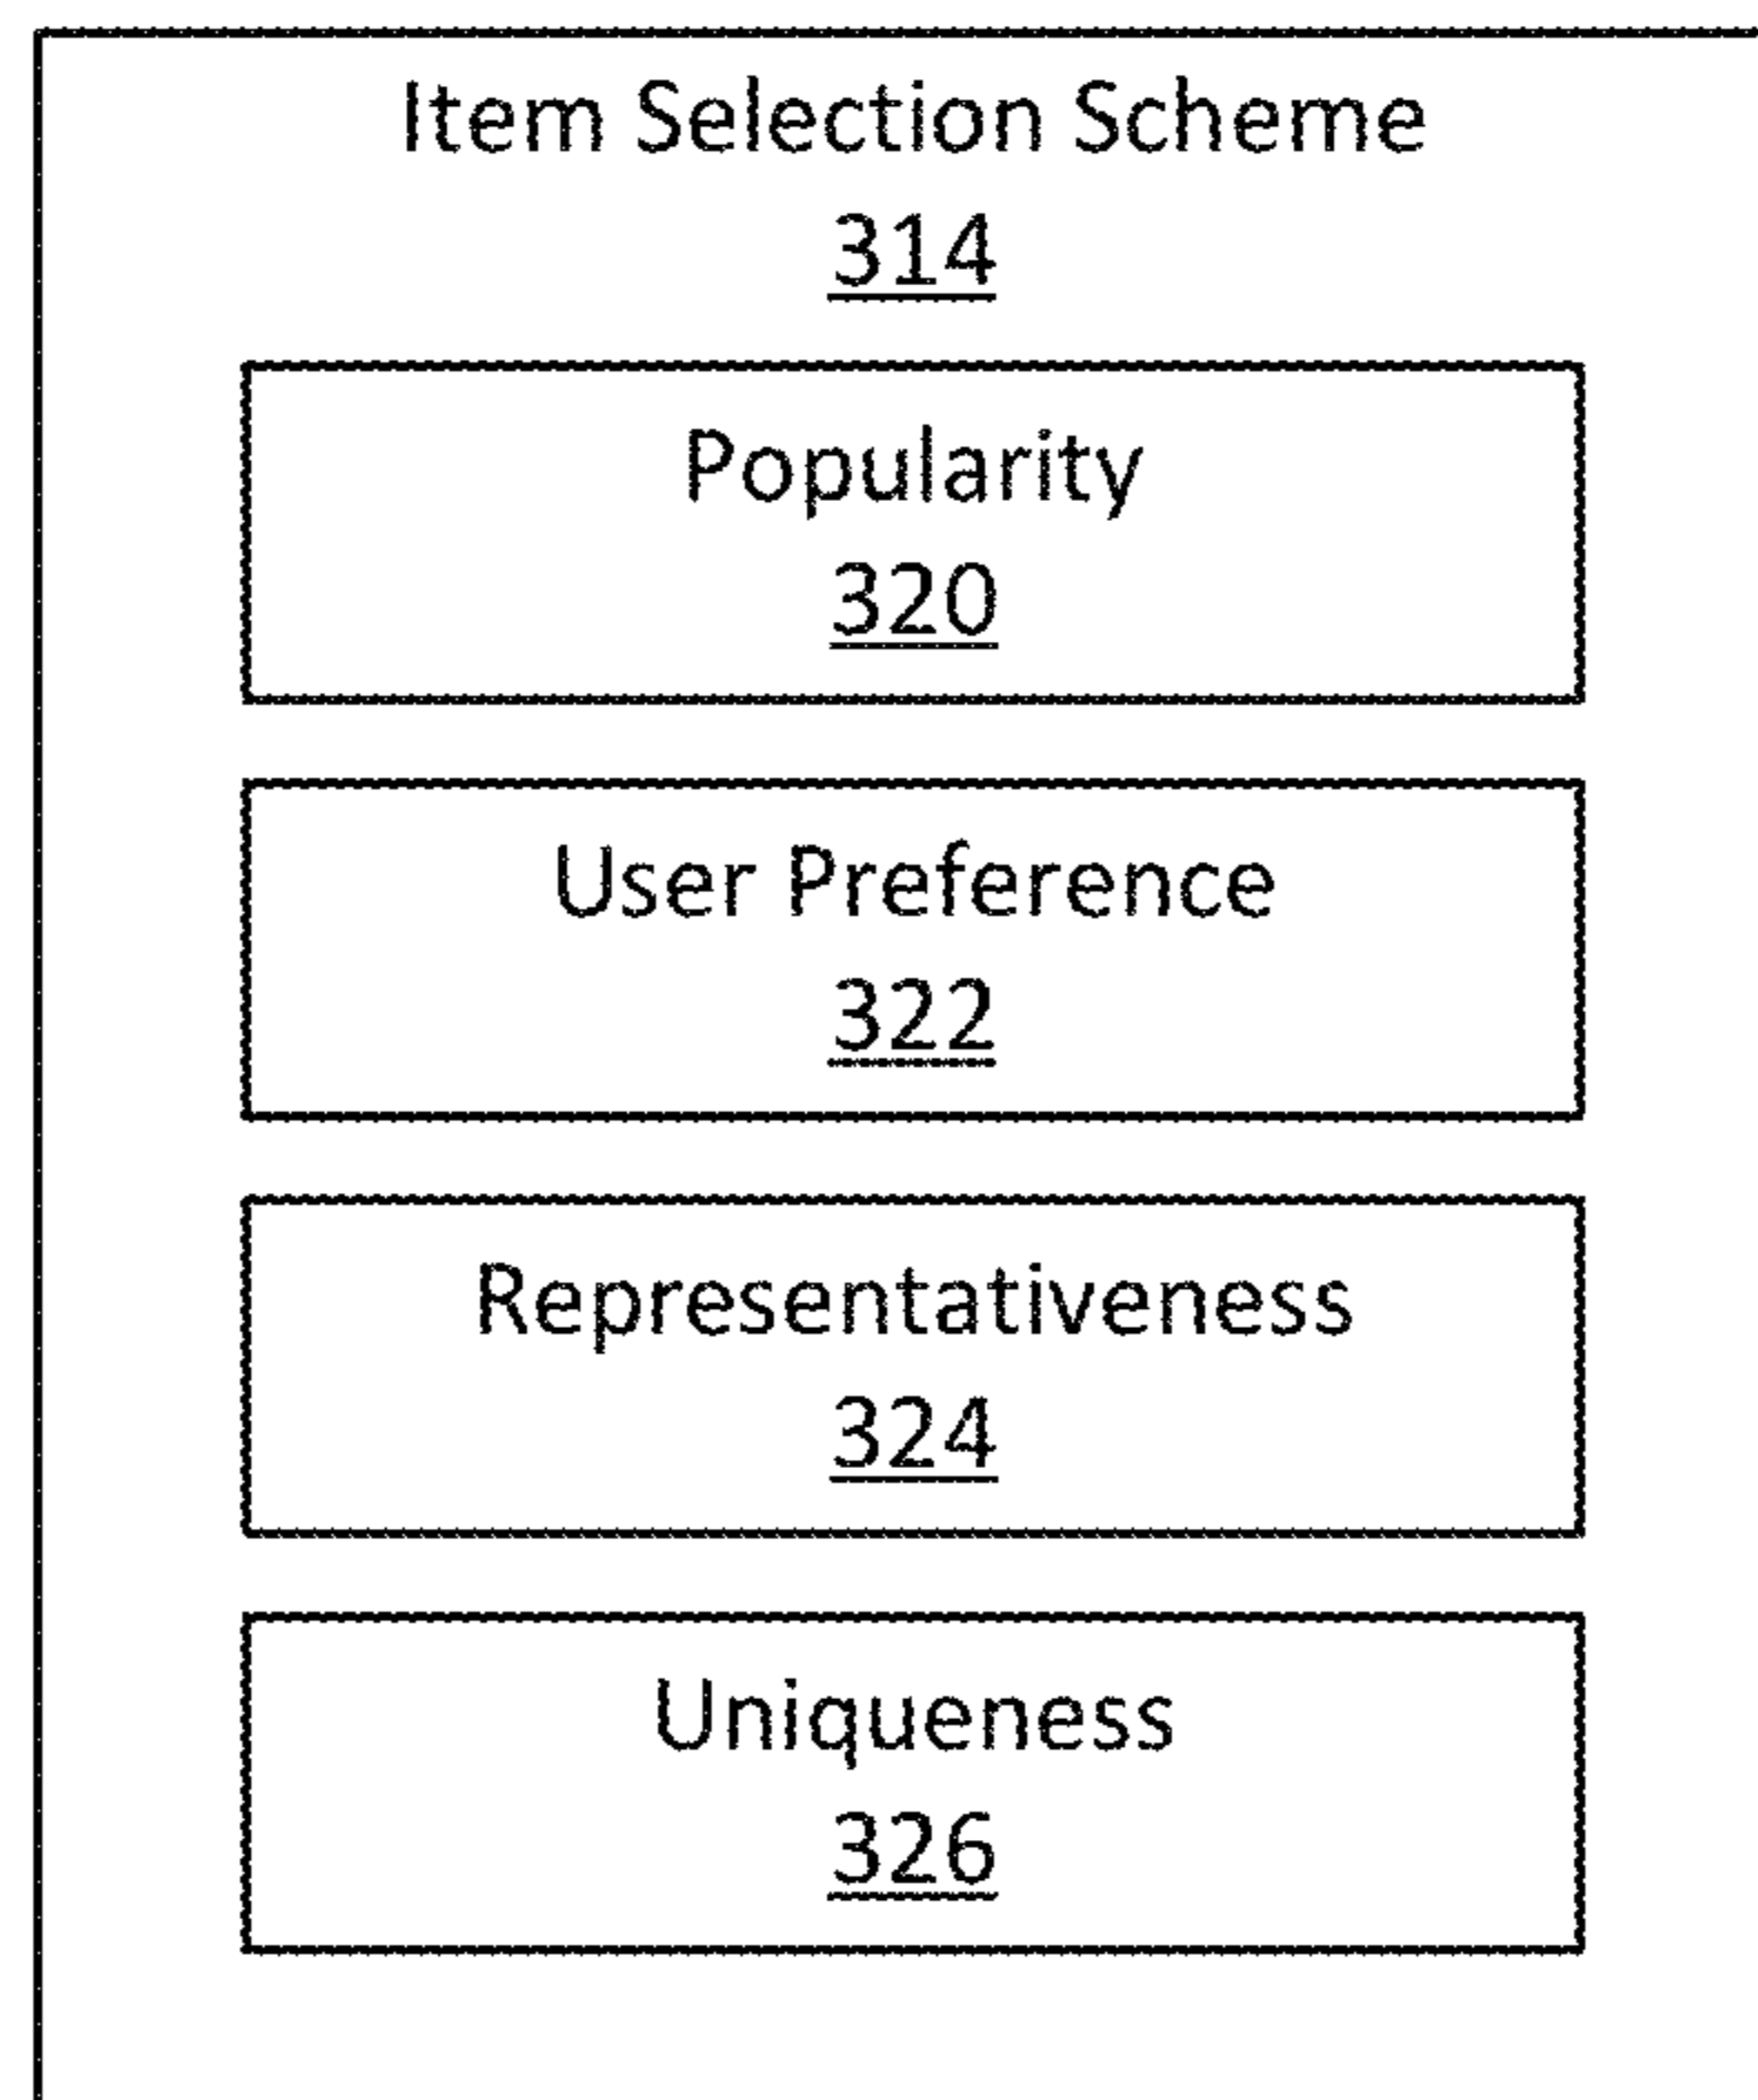 Item Selection Scheme
314
Popularity
320
User Preference
322
Representativeness
324
Uniqueness
326